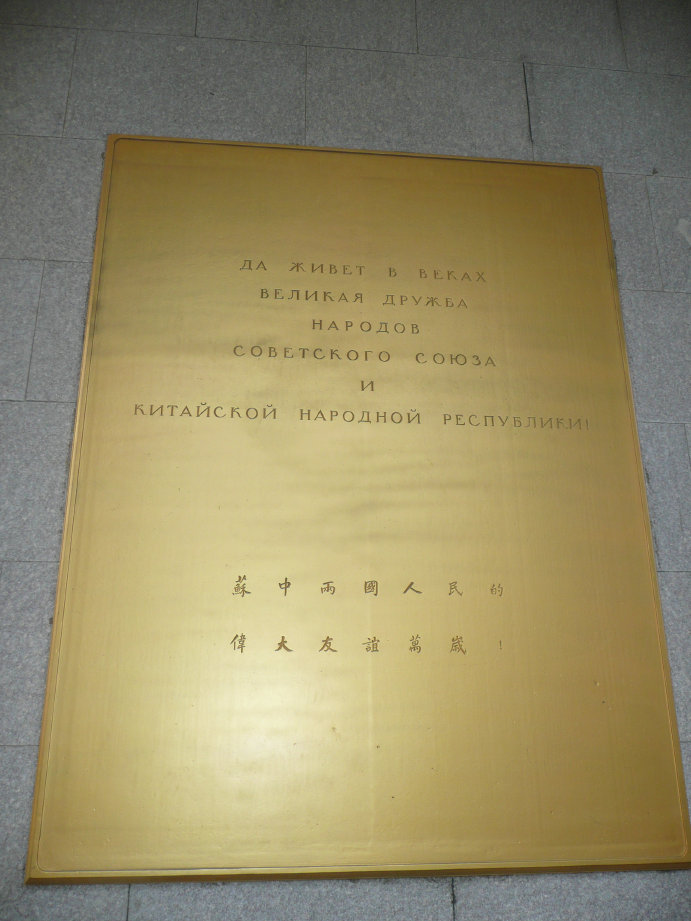 ДА ЖИВЕТ В ВЕКАХ
ВЕЛИКАЯ ДРУЖБА
НАРОДОВ
СОВЕТСКОГО СОЮЗА
И
КИТАЙСКОЙ НАРОДНОЙ РЕСПУБЛИКИ!
蘇中兩國人民的
偉大友誼萬歲!